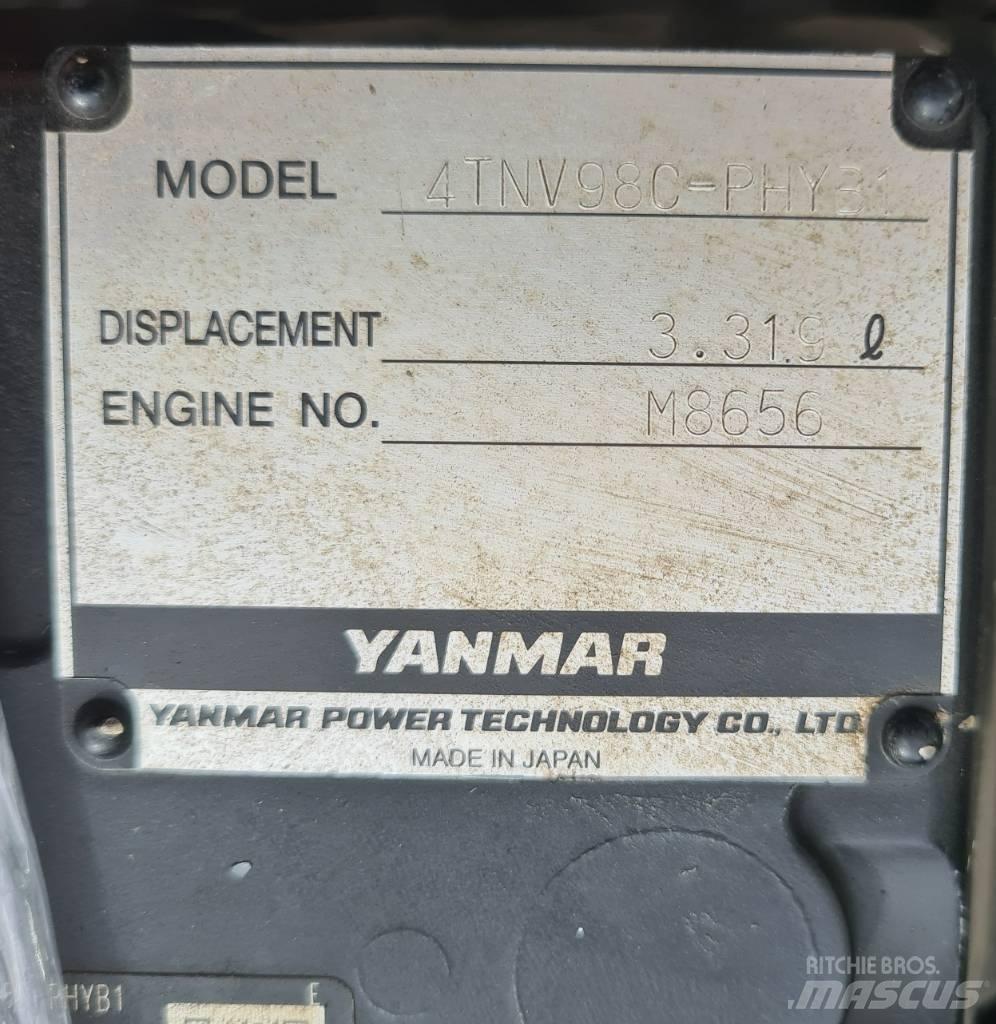 MODEL 4TNV98C-PHYB1
DISPLACEMENT 3.319 ℓ
ENGINE NO. M8656
YANMAR
YANMAR POWER TECHNOLOGY CO., LTD
MADE IN JAPAN
PHYB1 E
RITCHIE BROS.
MASCUS